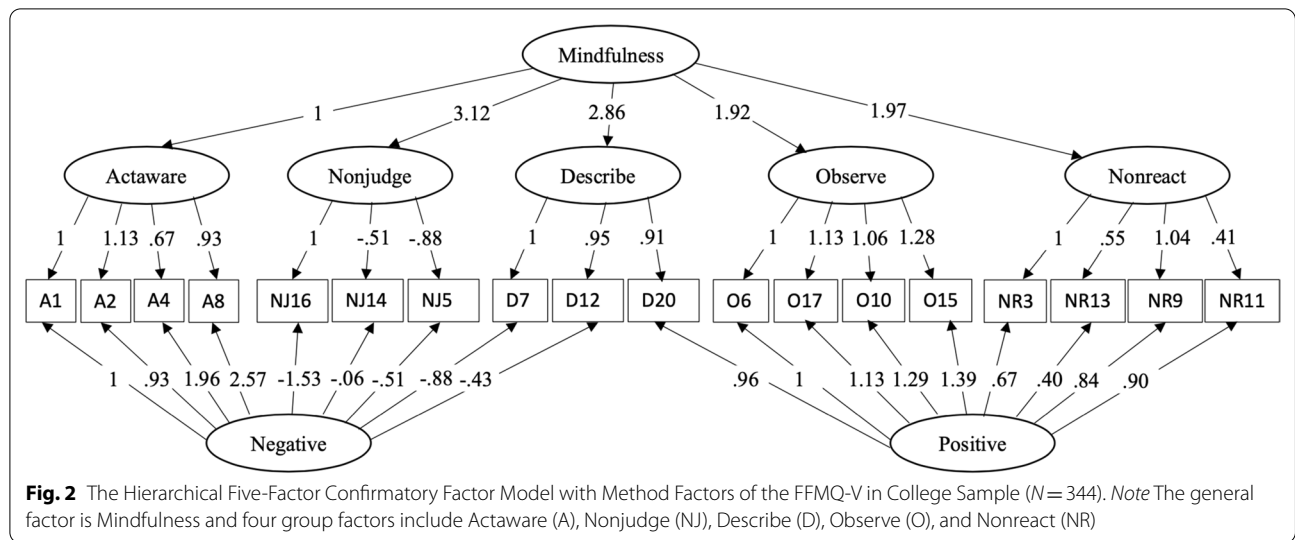 Mindfulness
1 3.12 2.86 1.92 1.97
Actaware Nonjudge Describe Observe Nonreact
1 1.13 .67 .93 1 -.51 -.88 1 .95 .91 1 1.13 1.06 1.28 1 .55 1.04 .41
A1 A2 A4 A8 NJ16 NJ14 NJ5 D7 D12 D20 O6 O17 O10 O15 NR3 NR13 NR9 NR11
1 .93 1.96 2.57 -1.53 -.06 -.51 -.88 -.43 .96 1 1.13 1.29 1.39 .67 .40 .84 .90
Negative Positive
Fig. 2 The Hierarchical Five-Factor Confirmatory Factor Model with Method Factors of the FFMQ-V in College Sample (N = 344). Note The general
factor is Mindfulness and four group factors include Actaware (A), Nonjudge (NJ), Describe (D), Observe (O), and Nonreact (NR)